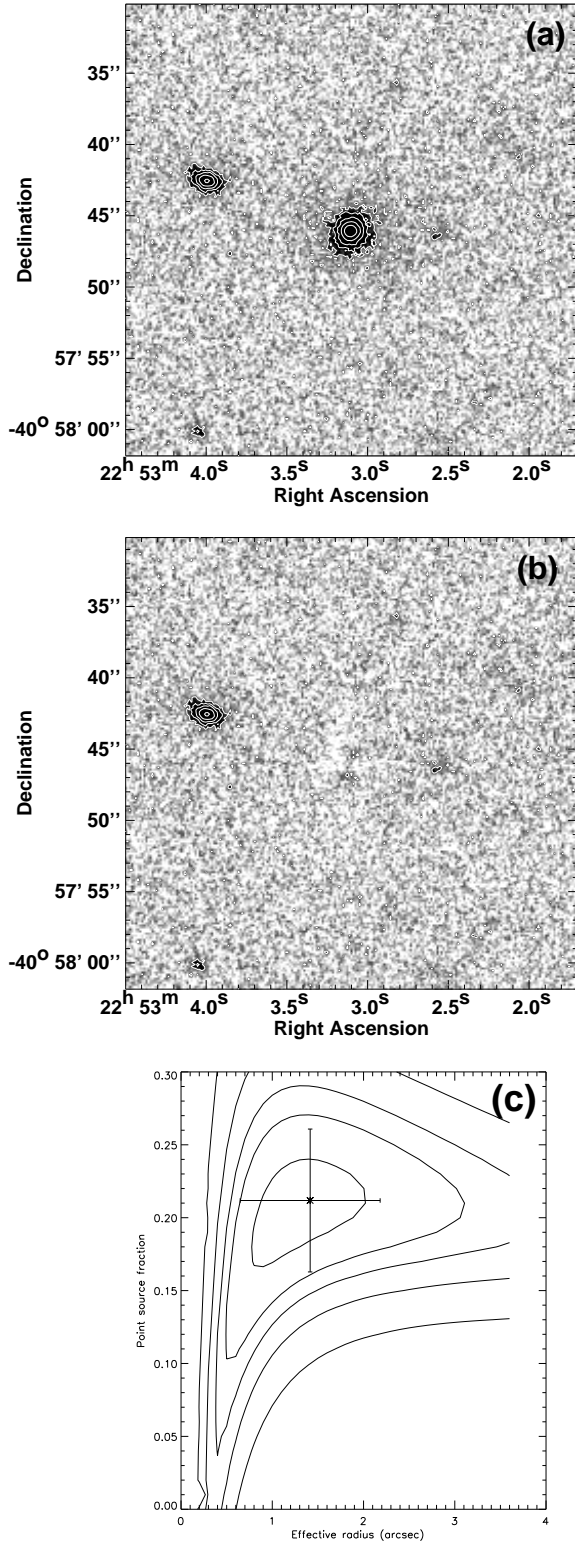 (a)
35’’
40’’
45’’
50’’
57’ 55’’
-40o 58’ 00’’
Declination
22h 53m 4.0s 3.5s 3.0s 2.5s 2.0s
Right Ascension
(b)
35’’
40’’
45’’
50’’
57’ 55’’
-40o 58’ 00’’
Declination
22h 53m 4.0s 3.5s 3.0s 2.5s 2.0s
Right Ascension
(c)
0.30
0.25
0.20
0.15
0.10
0.05
0.00
Point source fraction
0 1 2 3 4
Effective radius (arcsec)